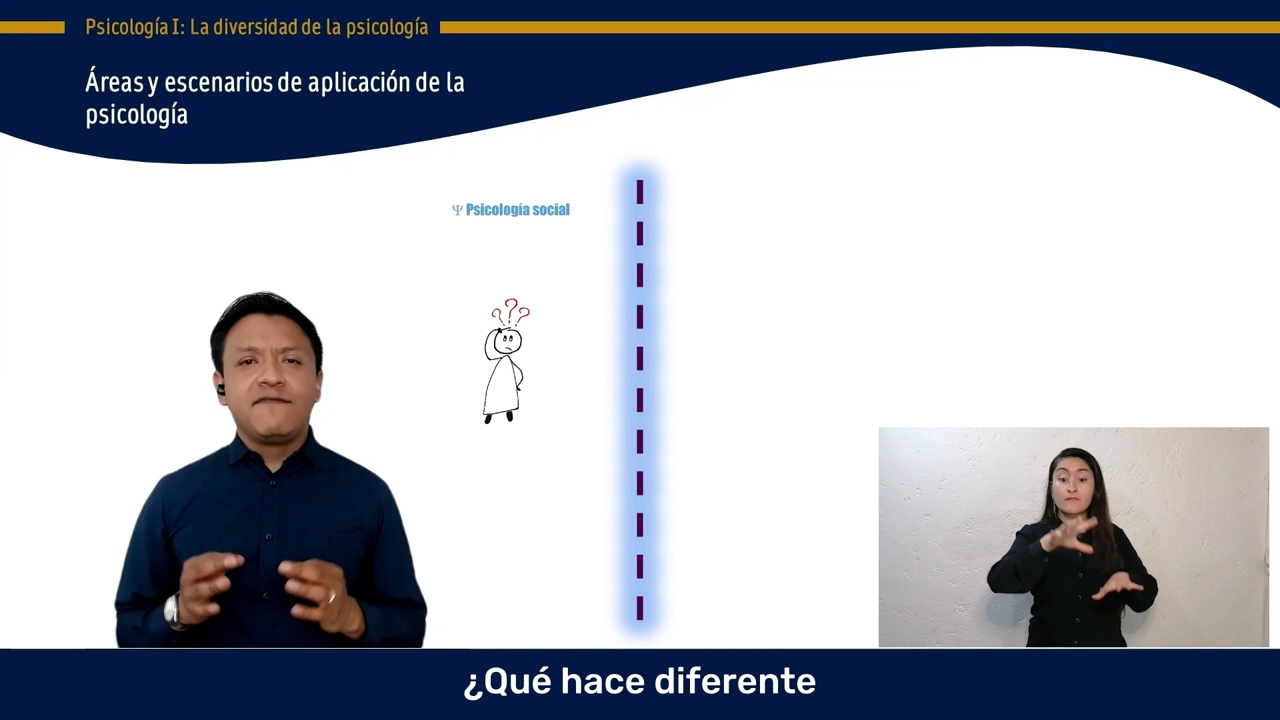 Psicología I: La diversidad de la psicología
Áreas y escenarios de aplicación de la
psicología
Ψ Psicología social
???
¿Qué hace diferente